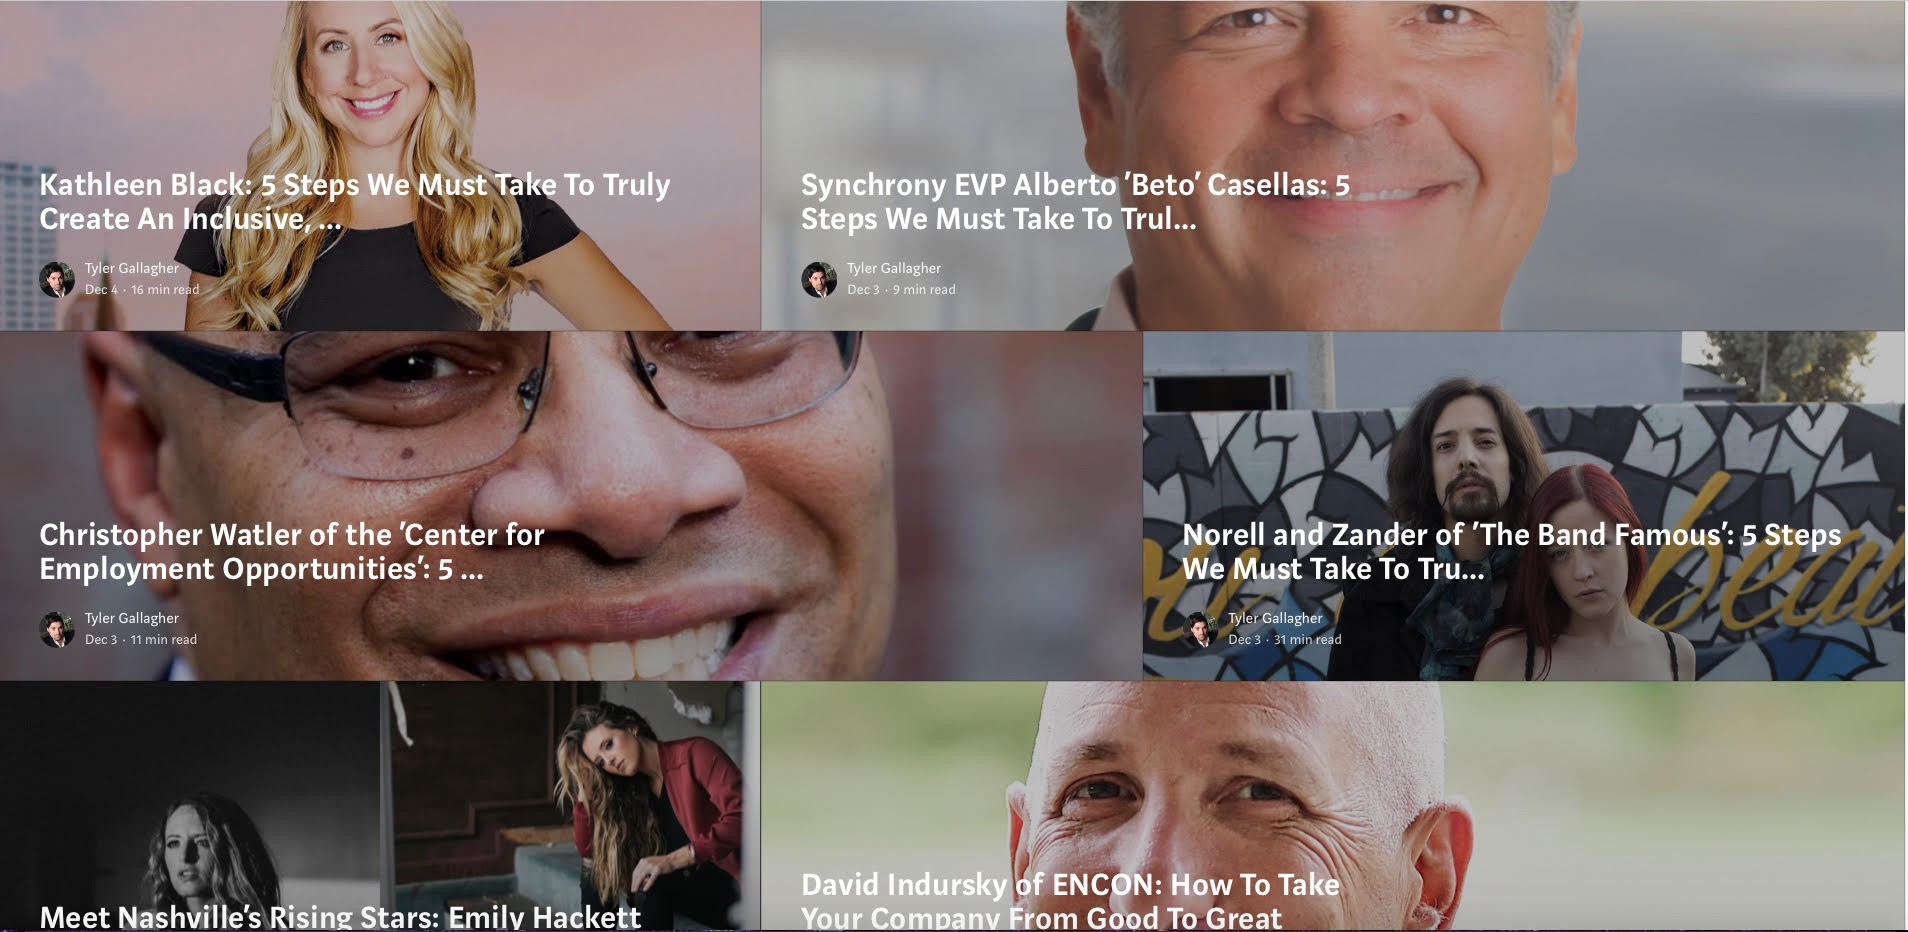 Kathleen Black: 5 Steps We Must Take To Truly
Create An Inclusive, ...
Tyler Gallagher
Dec 4 · 16 min read
Synchrony EVP Alberto 'Beto' Casellas: 5
Steps We Must Take To Trul...
Tyler Gallagher
Dec 3 · 9 min read
Christopher Watler of the 'Center for
Employment Opportunities': 5 ...
Tyler Gallagher
Dec 3 · 11 min read
Norell and Zander of 'The Band Famous': 5 Steps
We Must Take To Tru...
Tyler Gallagher
Dec 3 · 31 min read
Meet Nashville's Rising Stars: Emily Hackett
David Indursky of ENCON: How To Take
Your Company From Good To Great